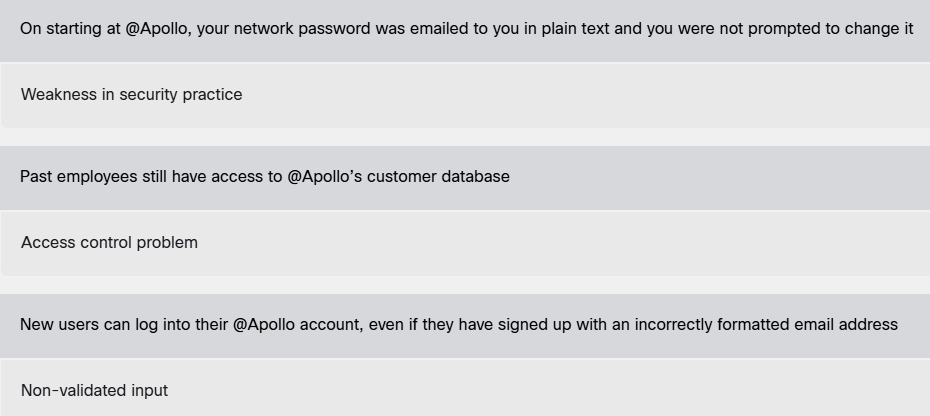 On starting at @Apollo, your network password was emailed to you in plain text and you were not prompted to change it
Weakness in security practice
Past employees still have access to @Apollo’s customer database
Access control problem
New users can log into their @Apollo account, even if they have signed up with an incorrectly formatted email address
Non-validated input